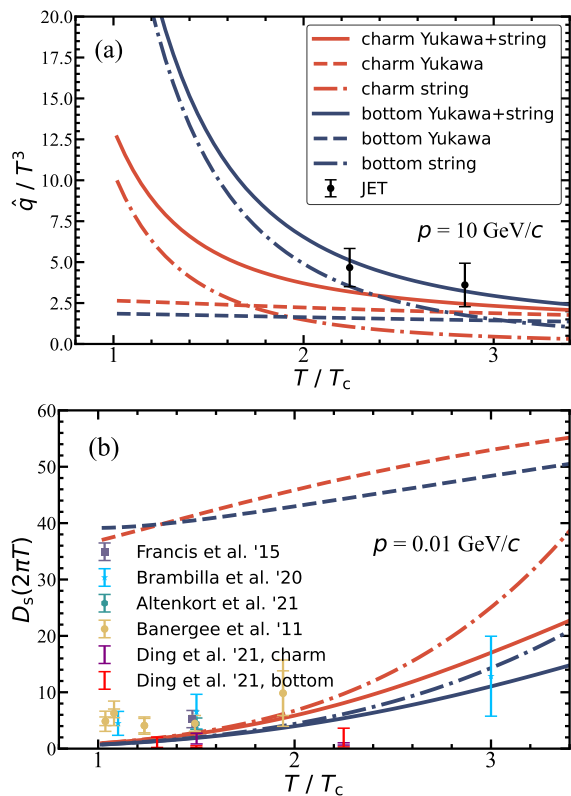 20.0
17.5
15.0
12.5
10.0
7.5
5.0
2.5
0.0
q̂ / T³
(a)
charm Yukawa+string
charm Yukawa
charm string
bottom Yukawa+string
bottom Yukawa
bottom string
JET
p = 10 GeV/c
1 2 3
T / Tc
60
50
40
30
20
10
0
Ds(2πT)
(b)
p = 0.01 GeV/c
Francis et al. '15
Brambilla et al. '20
Altenkort et al. '21
Banergee et al. '11
Ding et al. '21, charm
Ding et al. '21, bottom
1 2 3
T / Tc